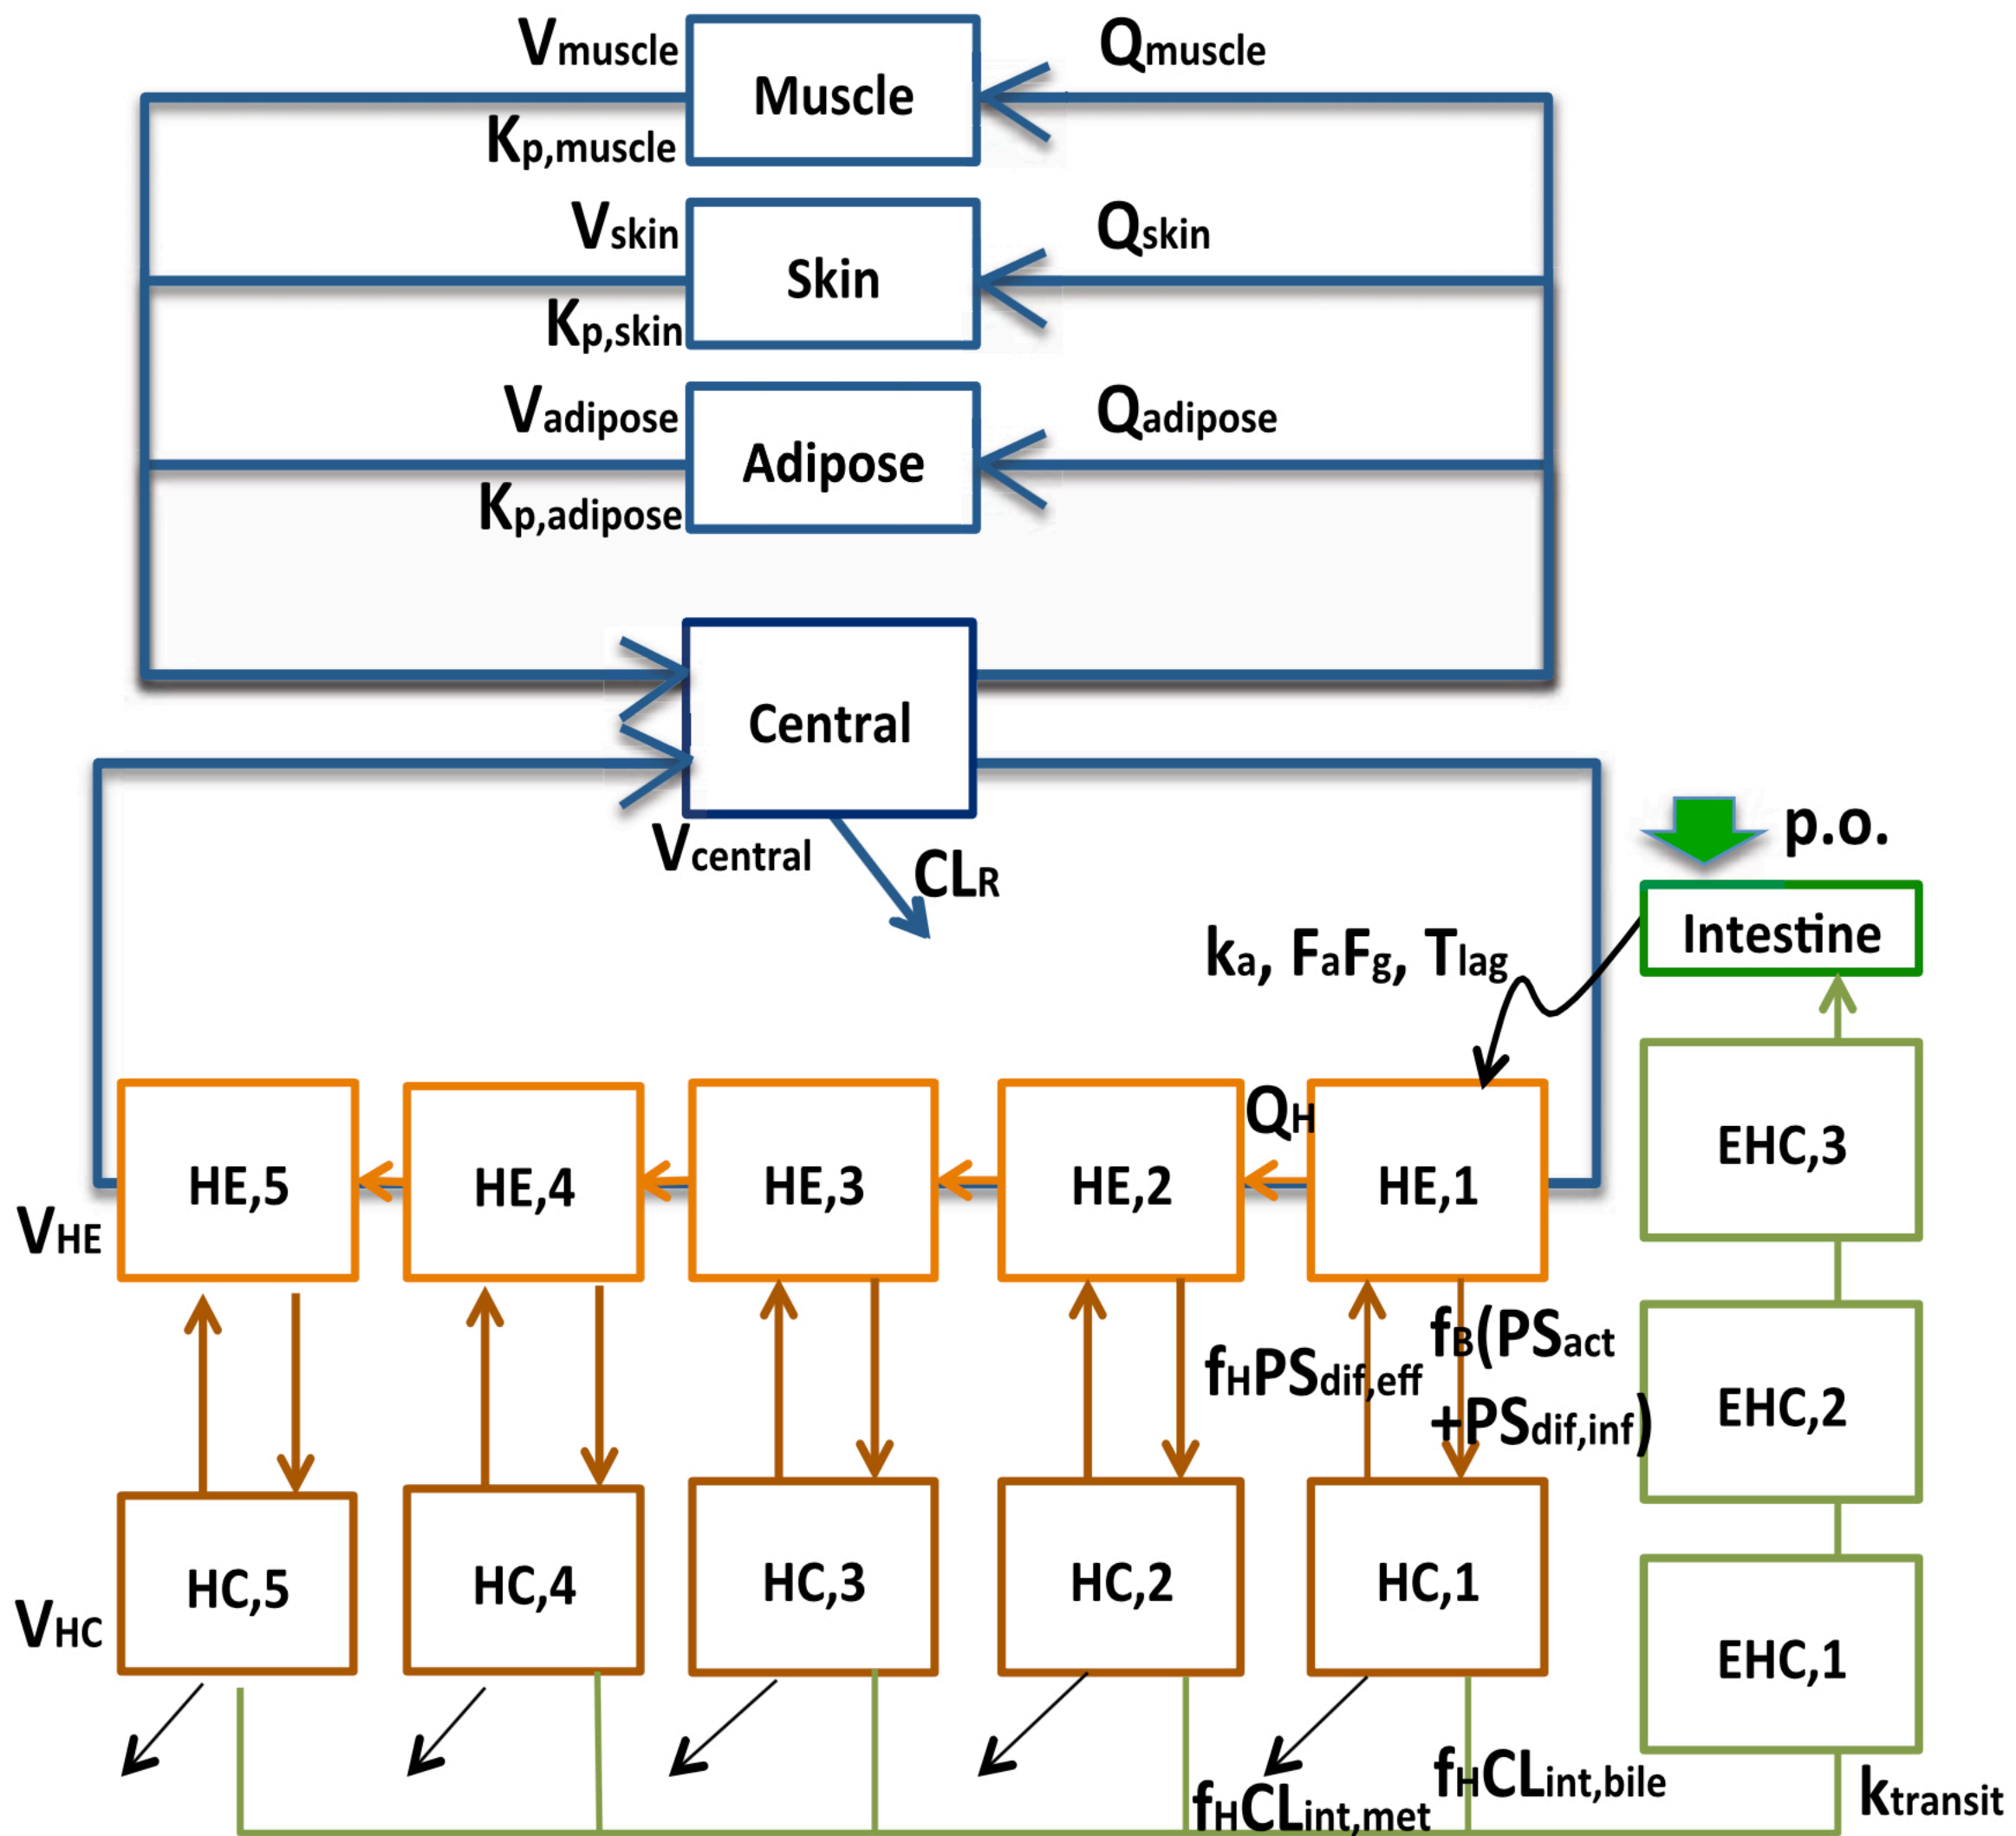 Vmuscle
Muscle
Qmuscle
Kp,muscle
Vskin
Skin
Qskin
Kp,skin
Vadipose
Adipose
Qadipose
Kp,adipose
Central
Vcentral
CLR
p.o.
Intestine
ka, FaFg, Tlag
QH
HE,5
HE,4
HE,3
HE,2
HE,1
EHC,3
VHE
fHPSdif,eff
fB(PSact
+PSdif,inf)
EHC,2
HC,5
HC,4
HC,3
HC,2
HC,1
VHC
EHC,1
fHCLint,met
fHCLint,bile
ktransit